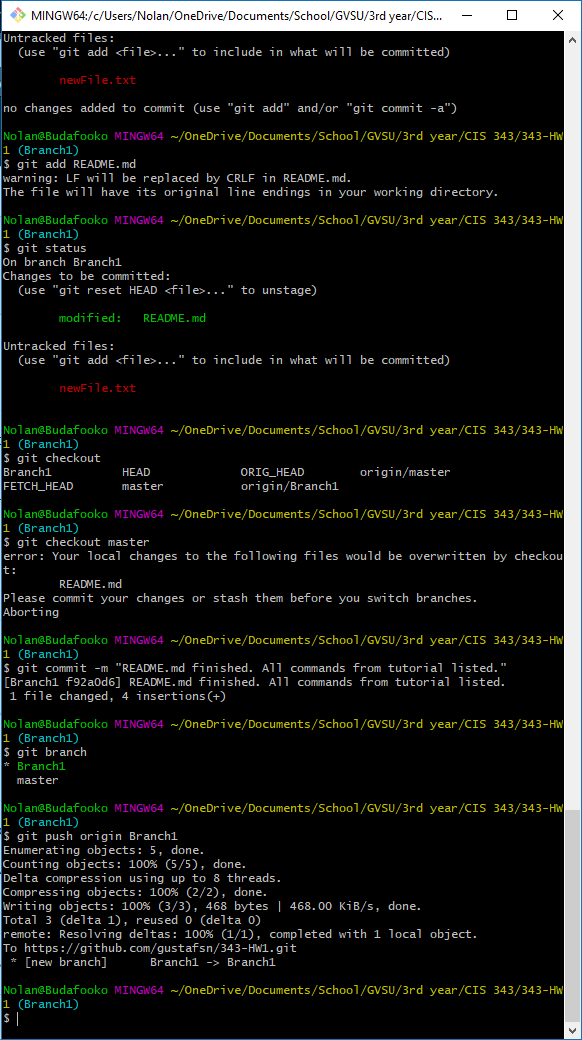 MINGW64:/c/Users/Nolan/OneDrive/Documents/School/GVSU/3rd year/CIS...
Untracked files:
  (use "git add <file>..." to include in what will be committed)
        newFile.txt
no changes added to commit (use "git add" and/or "git commit -a")
Nolan@Budafooko MINGW64 ~/OneDrive/Documents/School/GVSU/3rd year/CIS 343/343-HW
1 (Branch1)
$ git add README.md
warning: LF will be replaced by CRLF in README.md.
The file will have its original line endings in your working directory.
Nolan@Budafooko MINGW64 ~/OneDrive/Documents/School/GVSU/3rd year/CIS 343/343-HW
1 (Branch1)
$ git status
On branch Branch1
Changes to be committed:
  (use "git reset HEAD <file>..." to unstage)
        modified:   README.md
Untracked files:
  (use "git add <file>..." to include in what will be committed)
        newFile.txt
Nolan@Budafooko MINGW64 ~/OneDrive/Documents/School/GVSU/3rd year/CIS 343/343-HW
1 (Branch1)
$ git checkout
Branch1          HEAD             ORIG_HEAD        origin/master
FETCH_HEAD       master           origin/Branch1
Nolan@Budafooko MINGW64 ~/OneDrive/Documents/School/GVSU/3rd year/CIS 343/343-HW
1 (Branch1)
$ git checkout master
error: Your local changes to the following files would be overwritten by checkou
t:
        README.md
Please commit your changes or stash them before you switch branches.
Aborting
Nolan@Budafooko MINGW64 ~/OneDrive/Documents/School/GVSU/3rd year/CIS 343/343-HW
1 (Branch1)
$ git commit -m "README.md finished. All commands from tutorial listed."
[Branch1 f92a0d6] README.md finished. All commands from tutorial listed.
 1 file changed, 4 insertions(+)
Nolan@Budafooko MINGW64 ~/OneDrive/Documents/School/GVSU/3rd year/CIS 343/343-HW
1 (Branch1)
$ git branch
* Branch1
  master
Nolan@Budafooko MINGW64 ~/OneDrive/Documents/School/GVSU/3rd year/CIS 343/343-HW
1 (Branch1)
$ git push origin Branch1
Enumerating objects: 5, done.
Counting objects: 100% (5/5), done.
Delta compression using up to 8 threads.
Compressing objects: 100% (2/2), done.
Writing objects: 100% (3/3), 468 bytes | 468.00 KiB/s, done.
Total 3 (delta 1), reused 0 (delta 0)
remote: Resolving deltas: 100% (1/1), completed with 1 local object.
To https://github.com/gustafsn/343-HW1.git
 * [new branch]      Branch1 -> Branch1
Nolan@Budafooko MINGW64 ~/OneDrive/Documents/School/GVSU/3rd year/CIS 343/343-HW
1 (Branch1)
$